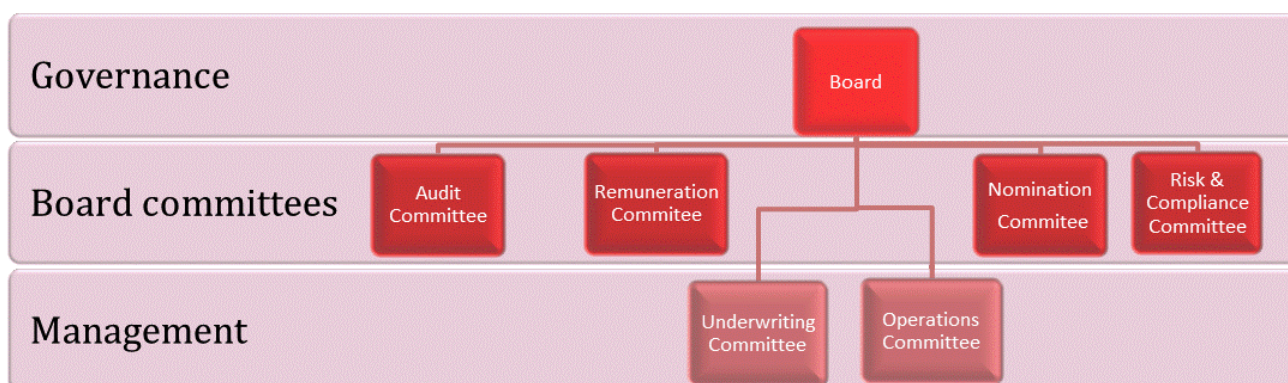 Governance
Board
Board committees
Audit
Committee
Remuneration
Commitee
Nomination
Commitee
Risk &
Compliance
Committee
Management
Underwriting
Committee
Operations
Committee